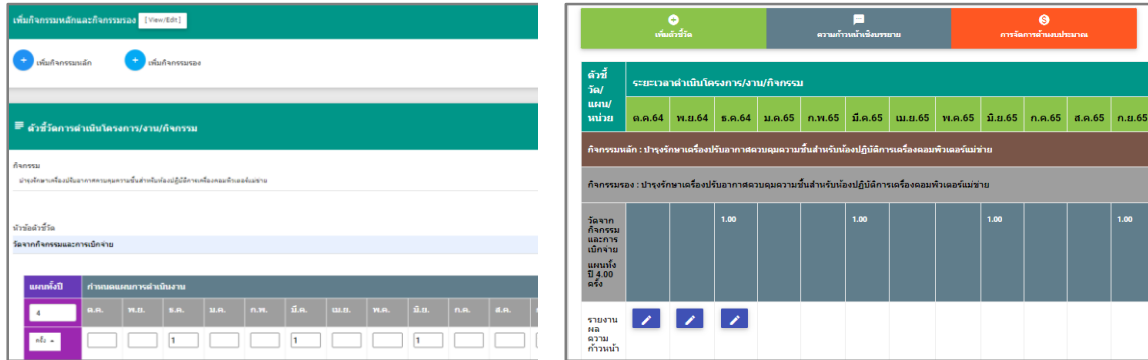 เพิ่มกิจกรรมหลักและกิจกรรมรอง [View/Edit]
เพิ่มกิจกรรมหลัก เพิ่มกิจกรรมรอง
ตัวชี้วัดการดำเนินโครงการ/งาน/กิจกรรม
กิจกรรม
บำรุงรักษาเครื่องปรับอากาศควบคุมความชื้นสำหรับห้องปฏิบัติการเครื่องคอมพิวเตอร์แม่ข่าย
หัวข้อตัวชี้วัด
วัดจากกิจกรรมและการเบิกจ่าย
แผนทั้งปี กำหนดแผนการดำเนินงาน
4 ต.ค. พ.ย. ธ.ค. ม.ค. ก.พ. มี.ค. เม.ย. พ.ค. มิ.ย. ก.ค. ส.ค.
ครั้ง 1 1 1
เพิ่มตัวชี้วัด ความก้าวหน้าเชิงบรรยาย การจัดการด้านงบประมาณ
ตัวชี้
วัด/
แผน/
หน่วย
ระยะเวลาดำเนินโครงการ/งาน/กิจกรรม
ต.ค.64 พ.ย.64 ธ.ค.64 ม.ค.65 ก.พ.65 มี.ค.65 เม.ย.65 พ.ค.65 มิ.ย.65 ก.ค.65 ส.ค.65 ก.ย.65
กิจกรรมหลัก : บำรุงรักษาเครื่องปรับอากาศควบคุมความชื้นสำหรับห้องปฏิบัติการเครื่องคอมพิวเตอร์แม่ข่าย
กิจกรรมรอง : บำรุงรักษาเครื่องปรับอากาศควบคุมความชื้นสำหรับห้องปฏิบัติการเครื่องคอมพิวเตอร์แม่ข่าย
วัดจาก
กิจกรรม
และการ
เบิกจ่าย
แผนทั้ง
ปี 4.00
ครั้ง
1.00 1.00 1.00 1.00
รายงาน
ผล
ความ
ก้าวหน้า